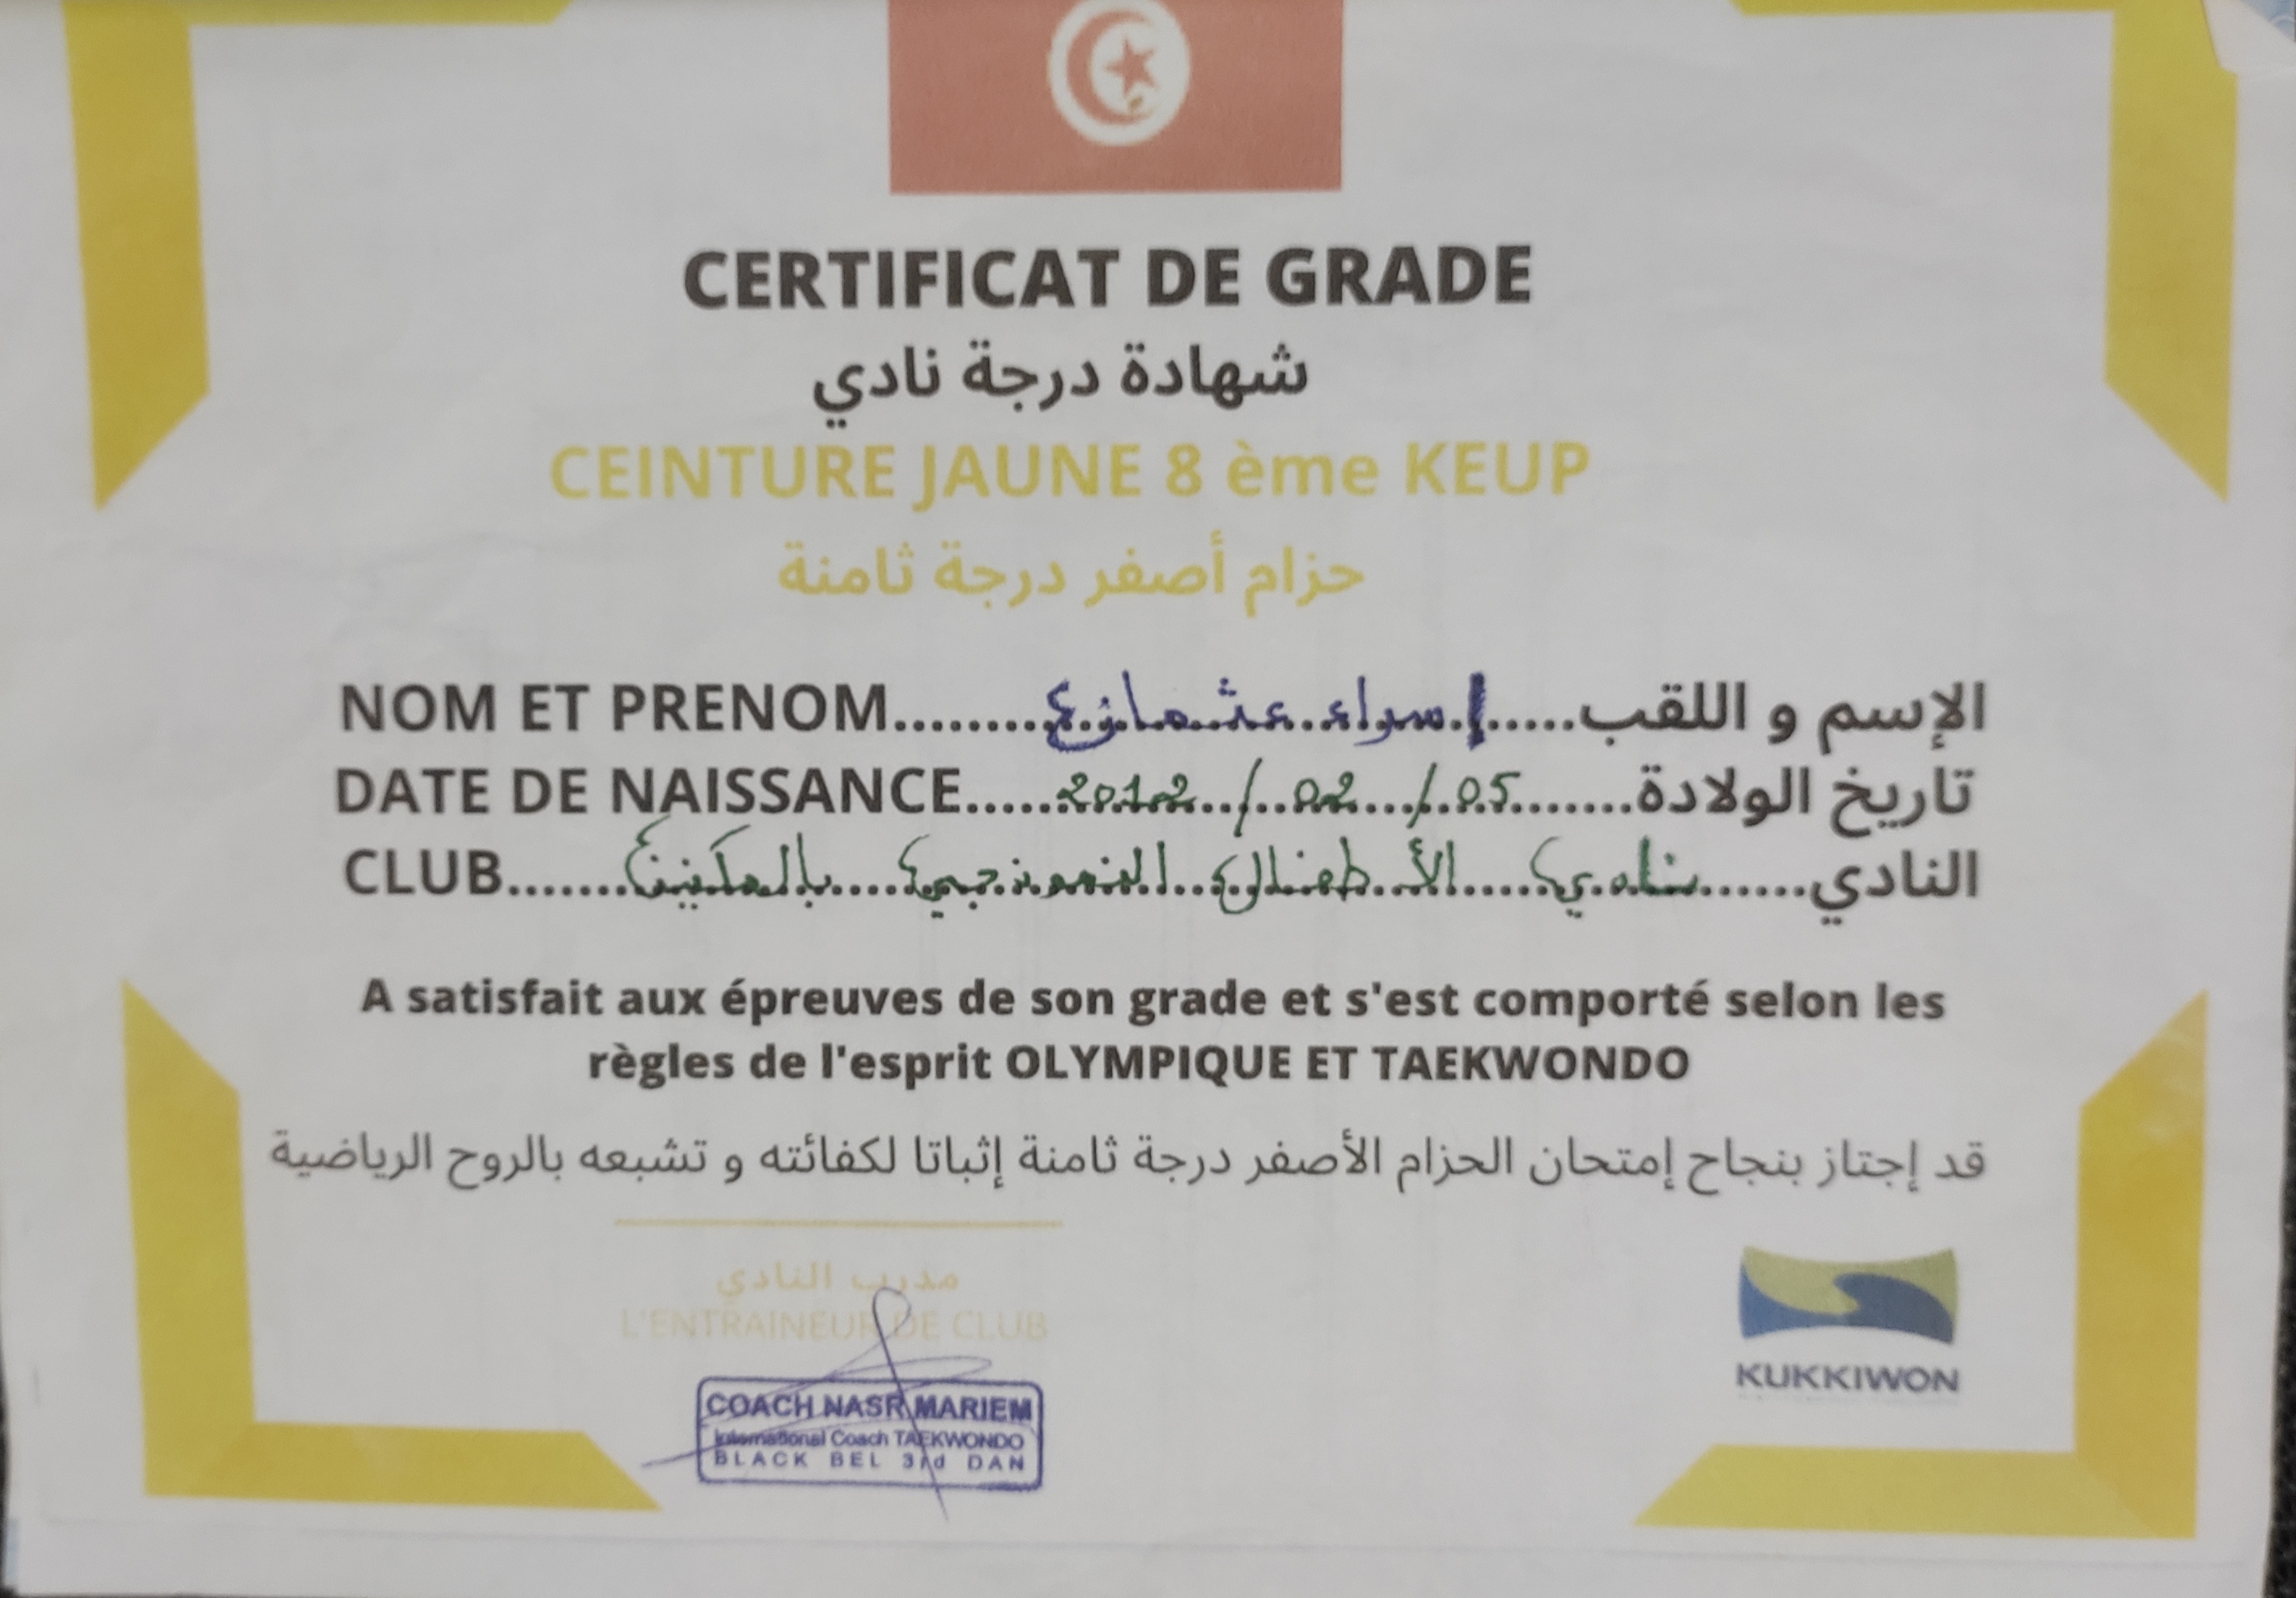 CERTIFICAT DE GRADE
شهادة درجة نادي
CEINTURE JAUNE 8 ème KEUP
حزام أصفر درجة ثامنة
NOM ET PRENOM.........إسراء عثماني......الإسم و اللقب
DATE DE NAISSANCE.....2012/02/05.......تاريخ الولادة
CLUB.......نادي الأطفال النموذجي بالمكنين......النادي
A satisfait aux épreuves de son grade et s'est comporté selon les
règles de l'esprit OLYMPIQUE ET TAEKWONDO
قد إجتاز بنجاح إمتحان الحزام الأصفر درجة ثامنة إثباتا لكفائته و تشبعه بالروح الرياضية
مدرب النادي
L'ENTRAINEUR DE CLUB
COACH NASR MARIEM
International Coach TAEKWONDO
BLACK BEL 3rd DAN
KUKKIWON